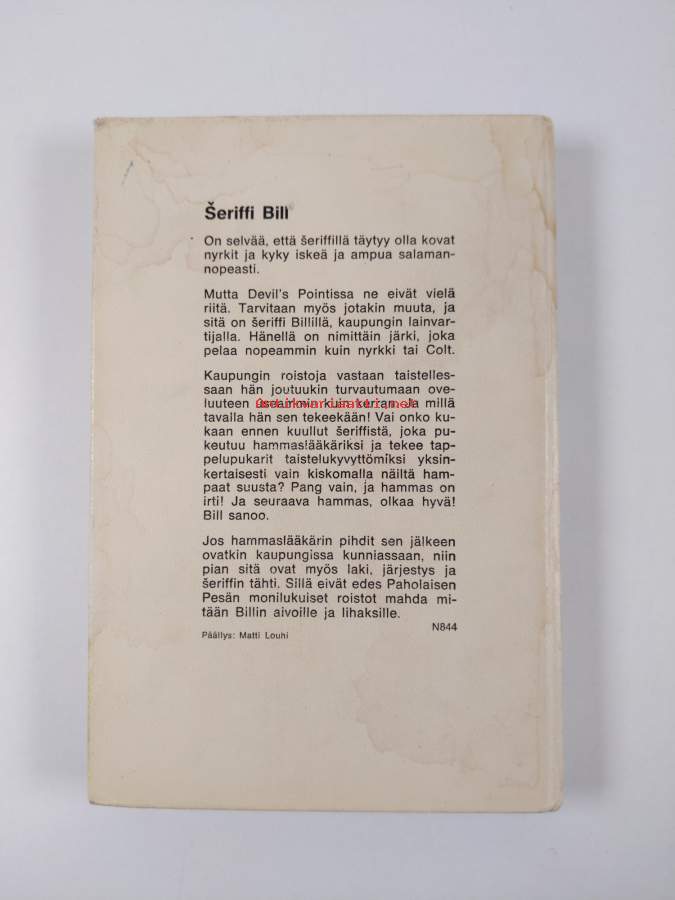 Šeriffi Bill
On selvää, että šeriffillä täytyy olla kovat
nyrkit ja kyky iskeä ja ampua salaman-
nopeasti.
Mutta Devil's Pointissa ne eivät vielä
riitä. Tarvitaan myös jotakin muuta, ja
sitä on šeriffi Billillä, kaupungin lainvar-
tijalla. Hänellä on nimittäin järki, joka
pelaa nopeammin kuin nyrkki tai Colt.
Kaupungin roistoja vastaan taistelles-
saan hän joutuukin turvautumaan ove-
luuteen useammin kuin kerran. Ja millä
antikvariaatti.net
tavalla hän sen tekeekään! Vai onko ku-
kaan ennen kuullut šeriffistä, joka pu-
keutuu hammaslääkäriksi ja tekee tap-
pelupukarit taistelukyvyttömiksi yksin-
kertaisesti vain kiskomalla näiltä ham-
paat suusta? Pang vain, ja hammas on
irti! Ja seuraava hammas, olkaa hyvä!
Bill sanoo.
Jos hammaslääkärin pihdit sen jälkeen
ovatkin kaupungissa kunniassaan, niin
pian sitä ovat myös laki, järjestys ja
šeriffin tähti. Sillä eivät edes Paholaisen
Pesän monilukuiset roistot mahda mi-
tään Billin aivoille ja lihaksille.
N844
Päällys: Matti Louhi